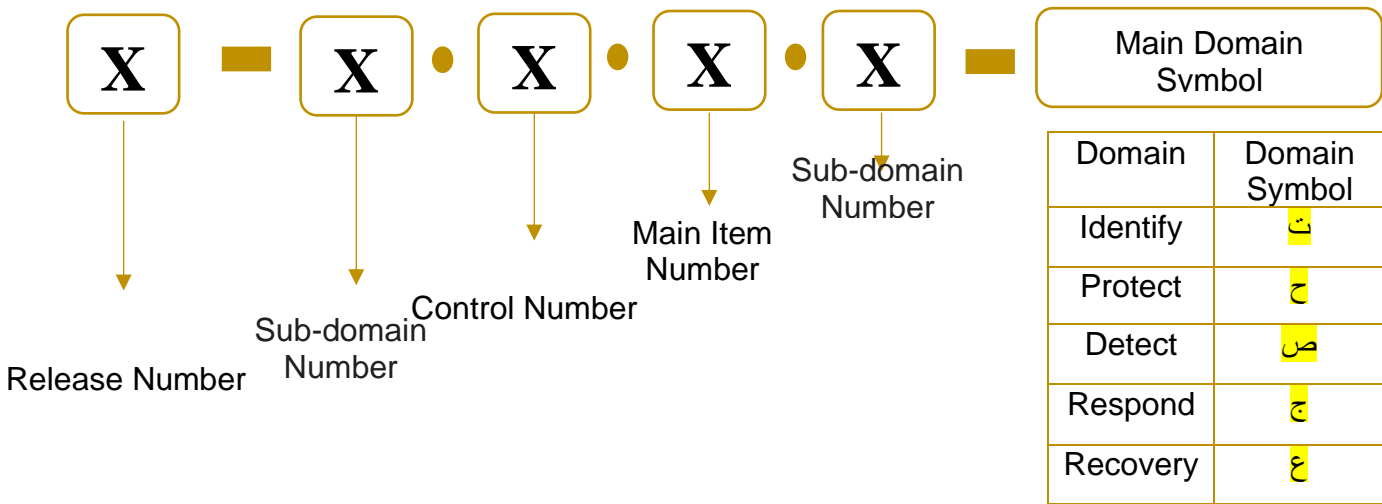 X - X • X • X • X - Main Domain
Symbol
Sub-domain
Number
Main Item
Number
Control Number
Sub-domain
Number
Release Number
Domain Domain
Symbol
Identify ت
Protect ح
Detect ص
Respond ج
Recovery ع